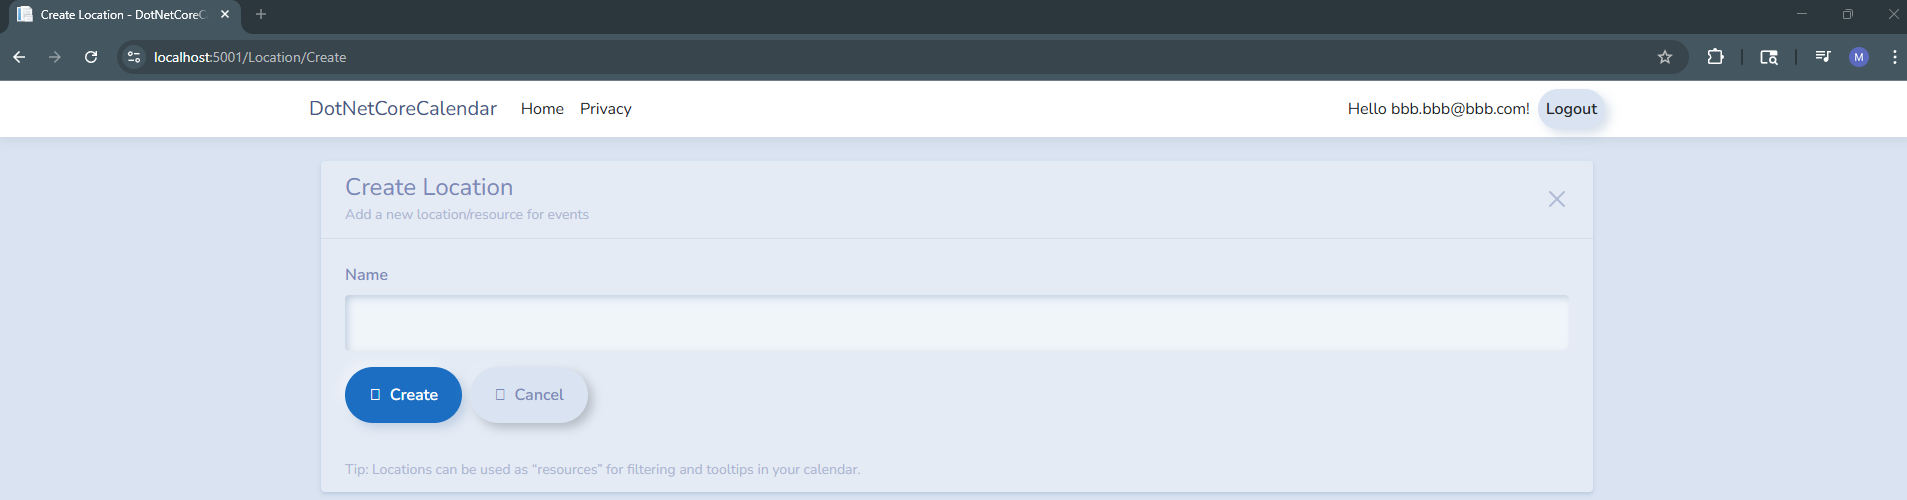 Create Location - DotNetCoreC
localhost:5001/Location/Create
M
DotNetCoreCalendar Home Privacy Hello bbb.bbb@bbb.com! Logout
Create Location
Add a new location/resource for events
Name
Create Cancel
Tip: Locations can be used as “resources” for filtering and tooltips in your calendar.